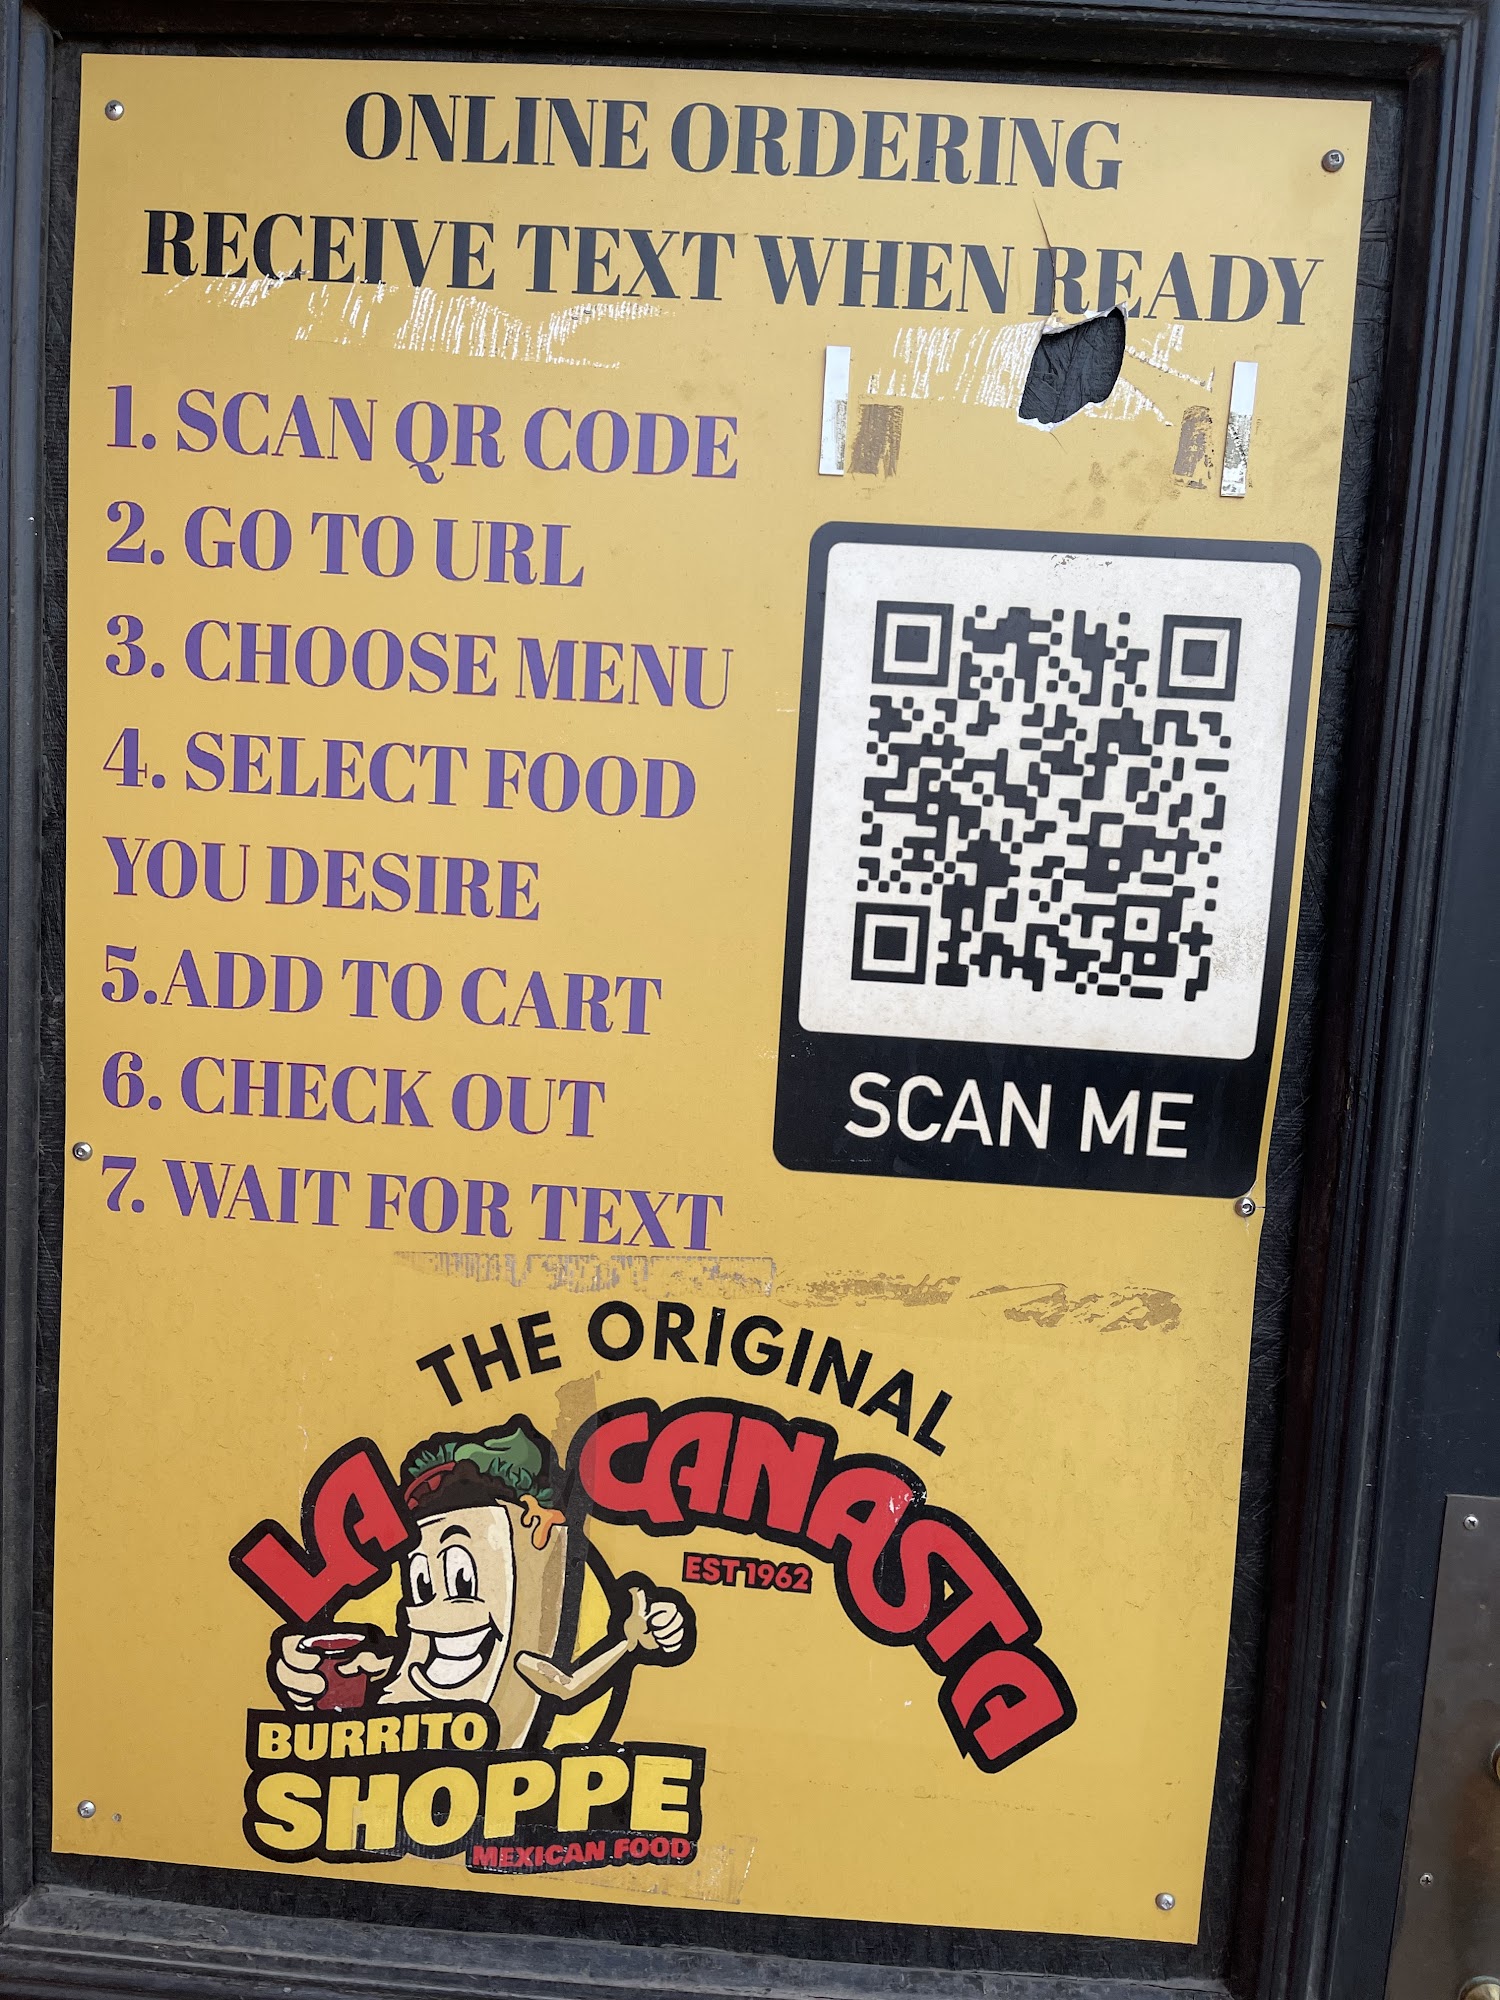 ONLINE ORDERING
RECEIVE TEXT WHEN READY
1. SCAN QR CODE
2. GO TO URL
3. CHOOSE MENU
4. SELECT FOOD
YOU DESIRE
5.ADD TO CART
6. CHECK OUT
7. WAIT FOR TEXT
SCAN ME
THE ORIGINAL
LA CANASTA
EST 1962
BURRITO
SHOPPE
MEXICAN FOOD